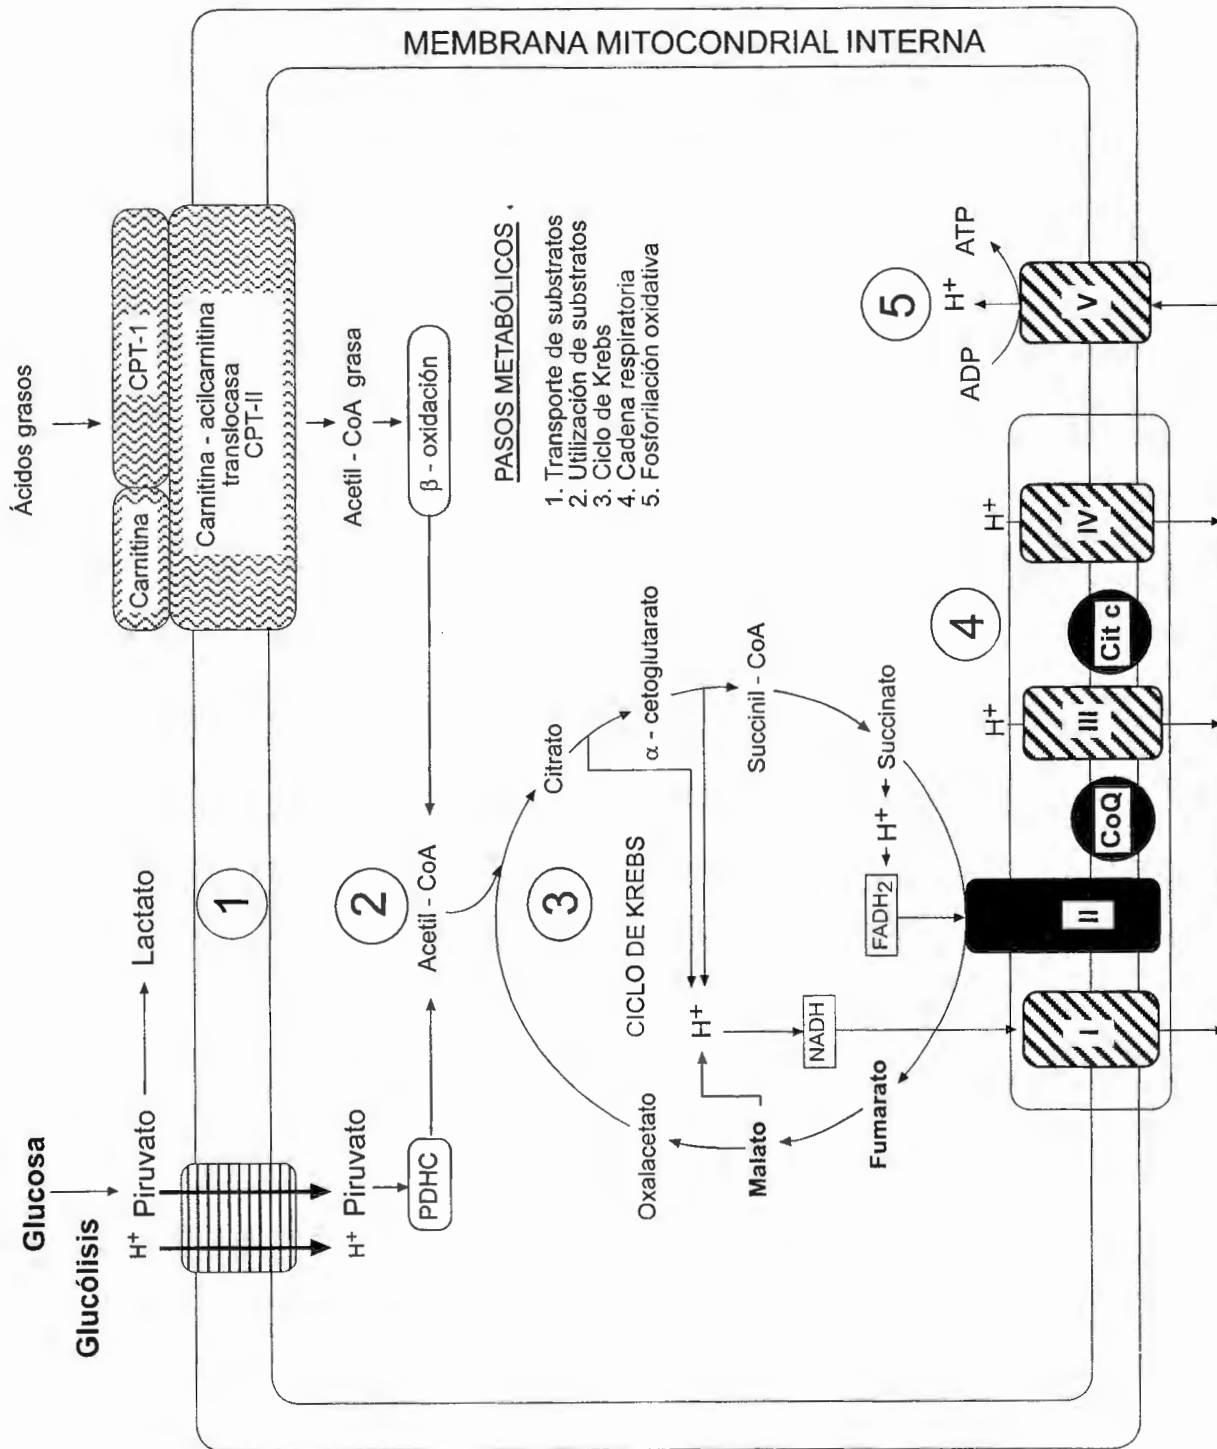 MEMBRANA MITOCONDRIAL INTERNA
Glucosa
Glucólisis
H+ Piruvato
Lactato
1
H+ Piruvato
PDHC
2
Acetil - CoA
Ácidos grasos
Carnitina
CPT-1
Carnitina - acilcarnitina
translocasa
CPT-II
Acetil - CoA grasa
β - oxidación
PASOS METABÓLICOS
1. Transporte de substratos
2. Utilización de substratos
3. Ciclo de Krebs
4. Cadena respiratoria
5. Fosforilación oxidativa
3
CICLO DE KREBS
Citrato
α - cetoglutarato
Succinil - CoA
Succinato
H+
FADH2
Fumarato
Malato
Oxalacetato
H+
NADH
4
I
II
CoQ
H+
III
Cit c
H+
IV
5
ADP
H+
ATP
V